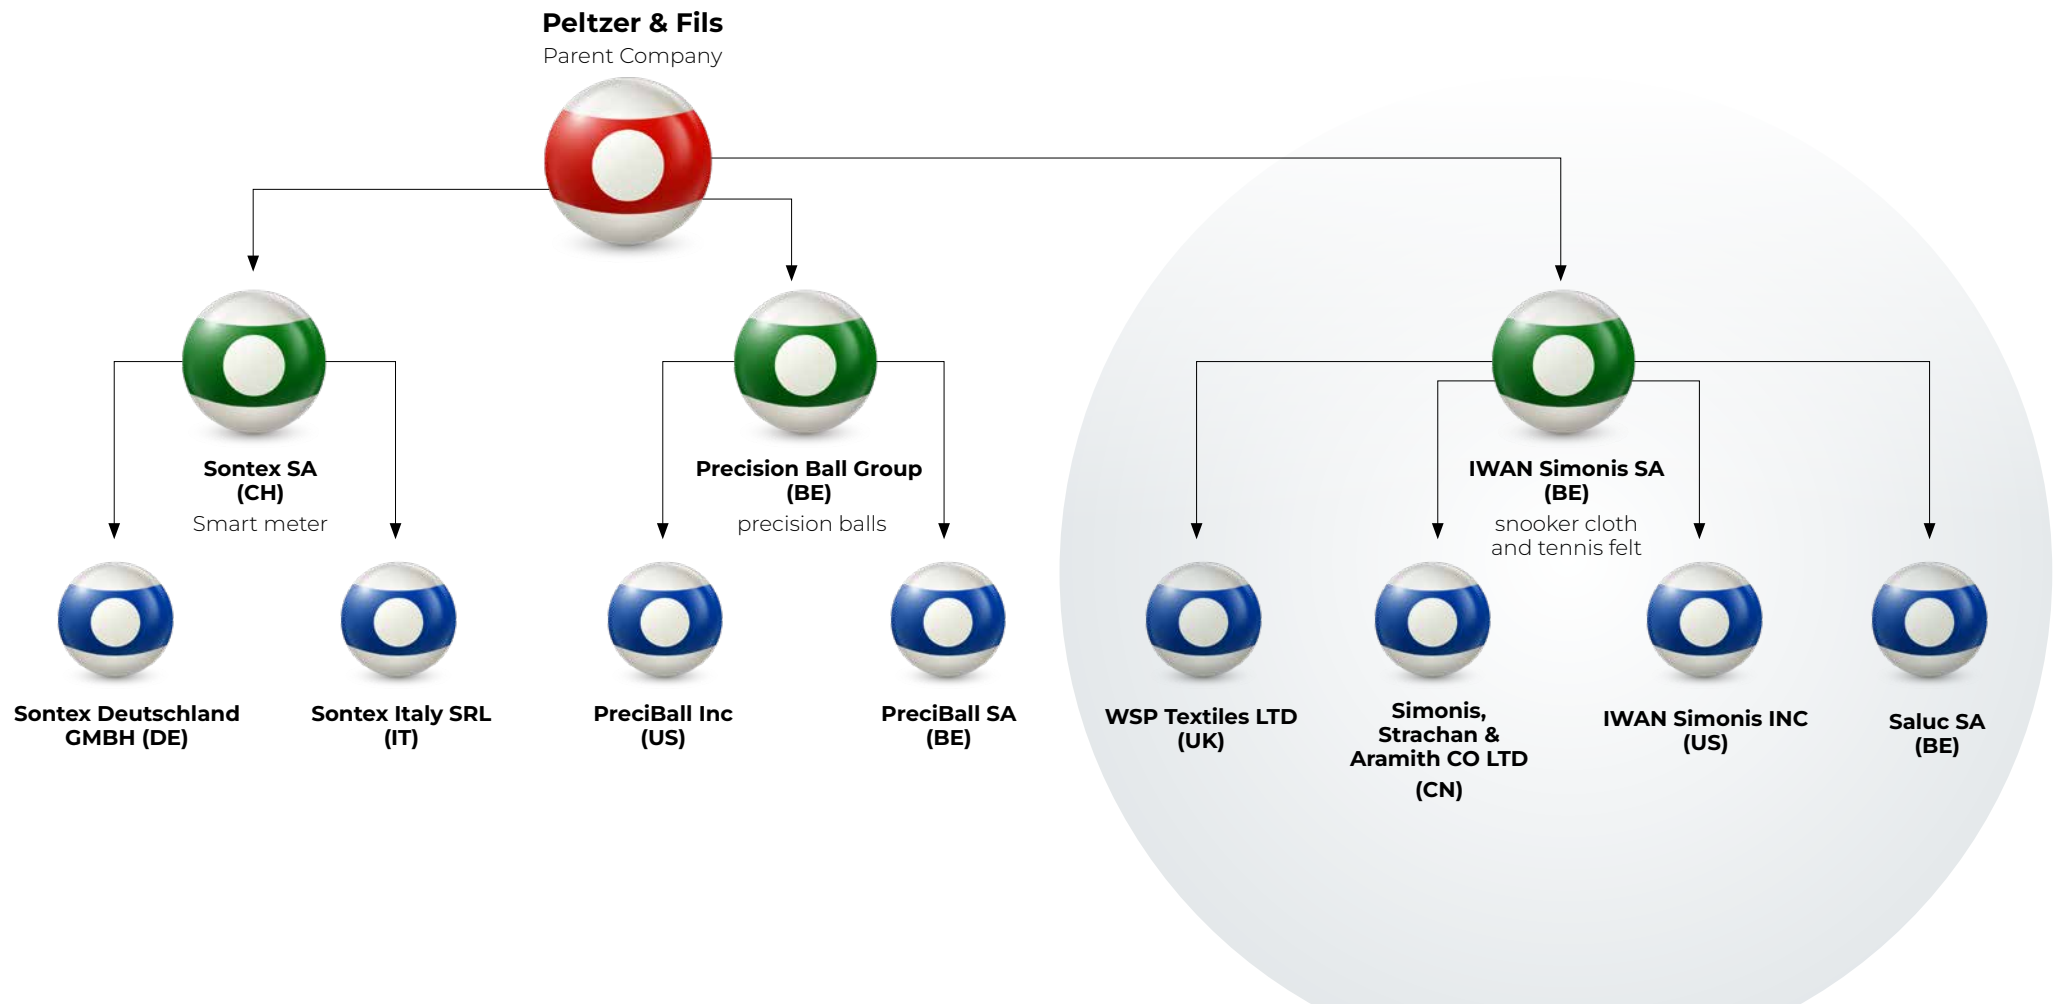 Peltzer & Fils
Parent Company
Sontex SA
(CH)
Smart meter
Precision Ball Group
(BE)
precision balls
IWAN Simonis SA
(BE)
snooker cloth
and tennis felt
Sontex Deutschland
GMBH (DE)
Sontex Italy SRL
(IT)
PreciBall Inc
(US)
PreciBall SA
(BE)
WSP Textiles LTD
(UK)
Simonis,
Strachan &
Aramith CO LTD
(CN)
IWAN Simonis INC
(US)
Saluc SA
(BE)